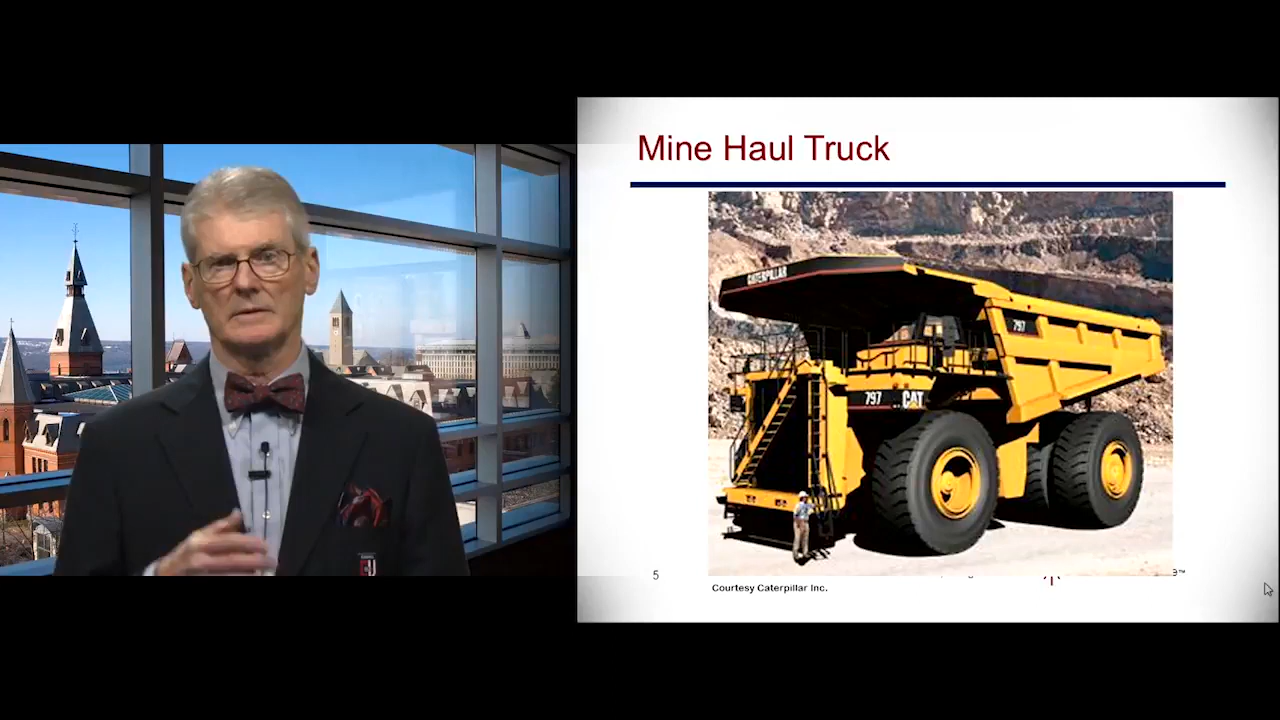 Mine Haul Truck
CATERPILLAR
797
797 CAT
5
Courtesy Caterpillar Inc.